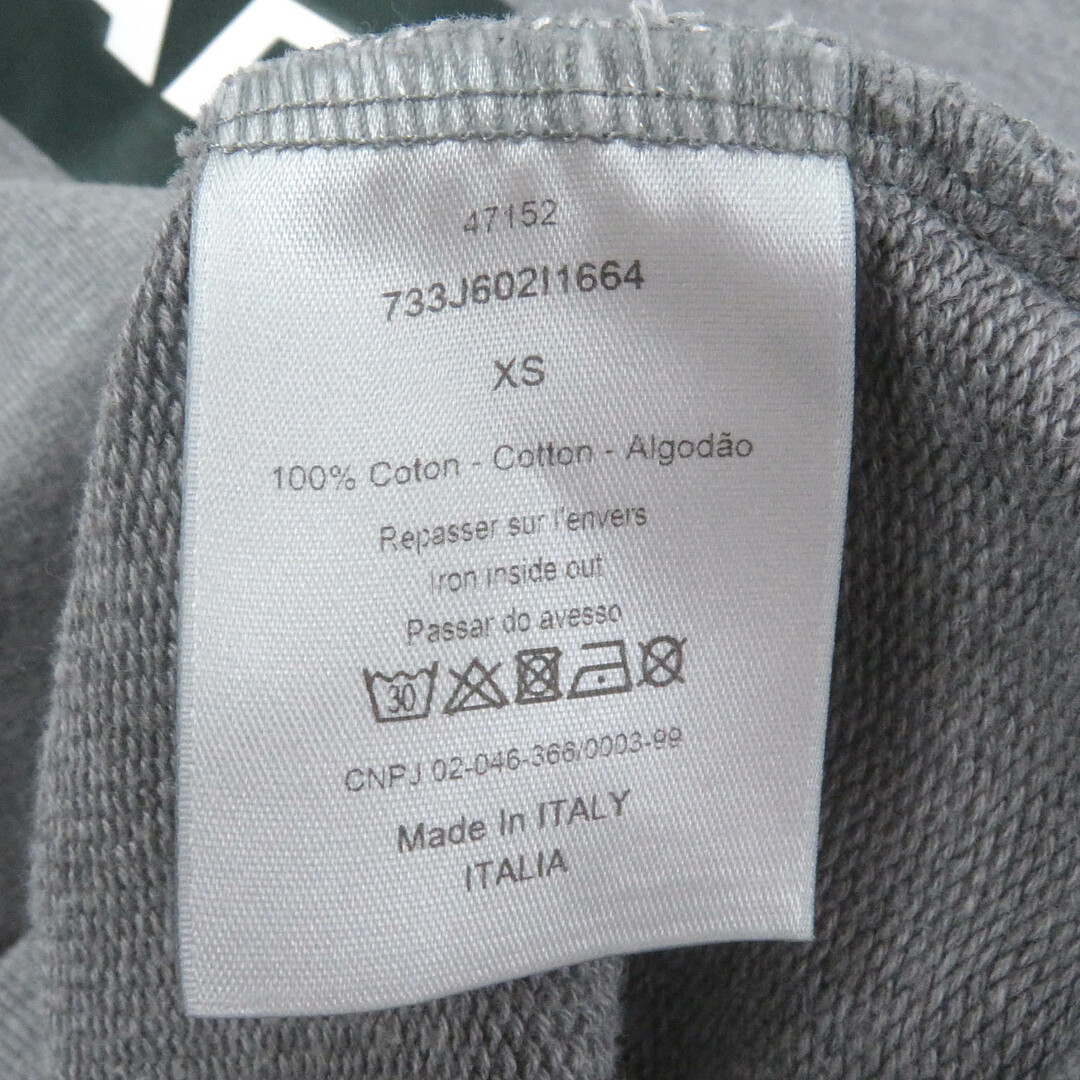 47152
733J602I1664
XS
100% Coton - Cotton - Algodão
Repasser sur l'envers
Iron inside out
Passar do avesso
30
CNPJ 02-046-366/0003-99
Made In ITALY
ITALIA